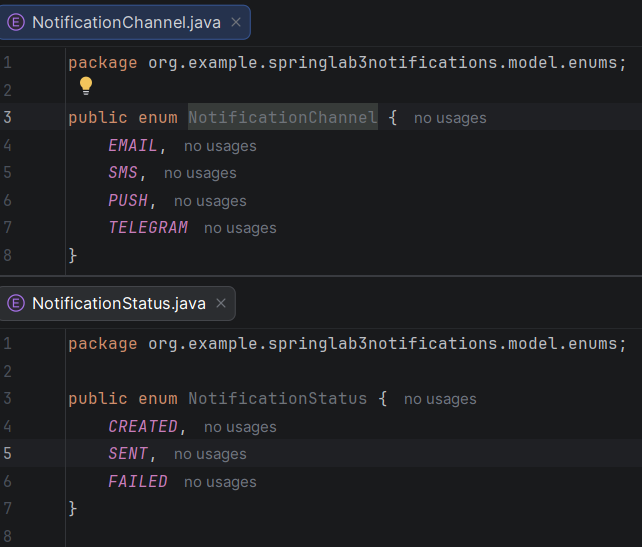 E NotificationChannel.java ×
1 package org.example.springlab3notifications.model.enums;
2
3 public enum NotificationChannel { no usages
4 EMAIL, no usages
5 SMS, no usages
6 PUSH, no usages
7 TELEGRAM no usages
8 }
E NotificationStatus.java ×
1 package org.example.springlab3notifications.model.enums;
2
3 public enum NotificationStatus { no usages
4 CREATED, no usages
5 SENT, no usages
6 FAILED no usages
7 }
8